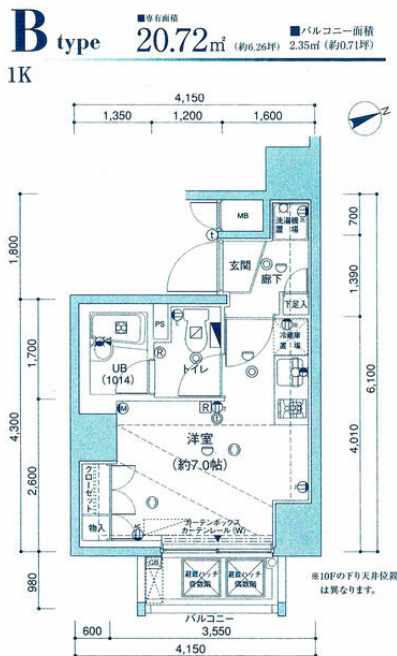 B type
■専有面積
20.72㎡ (約6.26坪)
■バルコニー面積
2.35㎡ (約0.71坪)
1K
4,150
1,350 1,200 1,600
N
MB
洗濯機置場
玄関
廊下
下足入
冷蔵庫置場
PS
UB
(1014)
トイレ
R
M
R
洋室
(約7.0帖)
クローゼット
物入
カーテンボックス
カーテンレール(W)
避難ハッチ
奇数階
避難ハッチ
偶数階
バルコニー
1,800
1,700
4,300
2,600
980
700
1,390
6,100
4,010
※10Fの下り天井位置
は異なります。
600 3,550
4,150